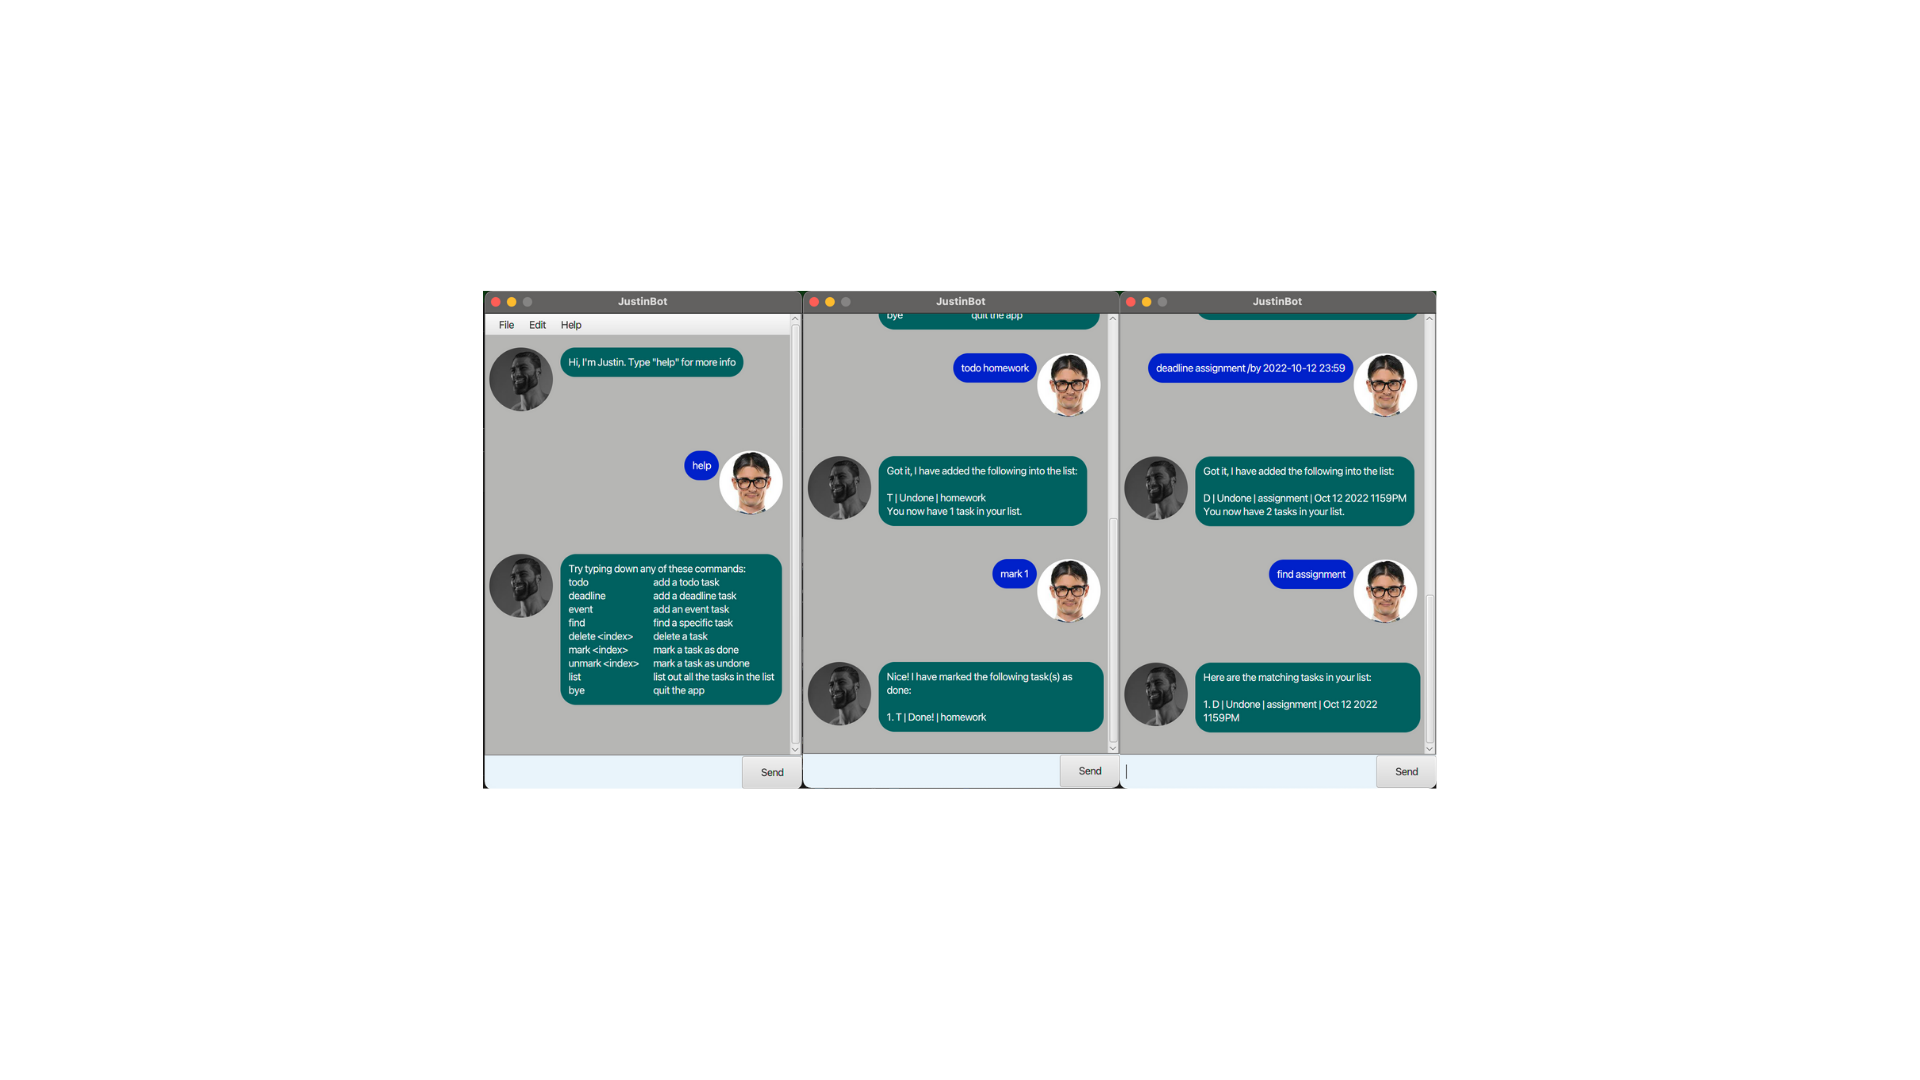 JustinBot
File Edit Help
Hi, I'm Justin. Type "help" for more info
help
Try typing down any of these commands:
todo add a todo task
deadline add a deadline task
event add an event task
find find a specific task
delete <index> delete a task
mark <index> mark a task as done
unmark <index> mark a task as undone
list list out all the tasks in the list
bye quit the app
Send
JustinBot
bye quit the app
todo homework
Got it, I have added the following into the list:
T | Undone | homework
You now have 1 task in your list.
mark 1
Nice! I have marked the following task(s) as
done:
1. T | Done! | homework
Send
JustinBot
deadline assignment /by 2022-10-12 23:59
Got it, I have added the following into the list:
D | Undone | assignment | Oct 12 2022 1159PM
You now have 2 tasks in your list.
find assignment
Here are the matching tasks in your list:
1. D | Undone | assignment | Oct 12 2022
1159PM
Send